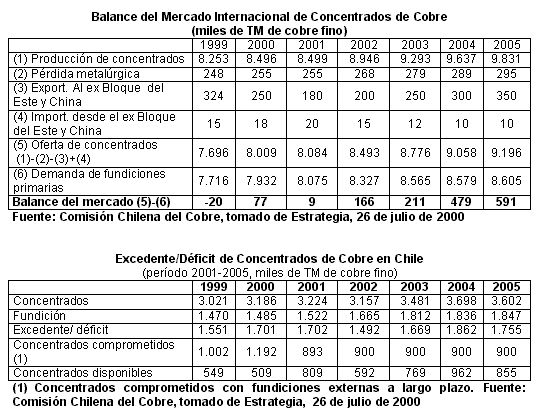 Balance del Mercado Internacional de Concentrados de Cobre
(miles de TM de cobre fino)
1999 2000 2001 2002 2003 2004 2005
(1) Producción de concentrados 8.253 8.496 8.499 8.946 9.293 9.637 9.831
(2) Pérdida metalúrgica 248 255 255 268 279 289 295
(3) Export. Al ex Bloque del
Este y China 324 250 180 200 250 300 350
(4) Import. desde el ex Bloque
del Este y China 15 18 20 15 12 10 10
(5) Oferta de concentrados
(1)-(2)-(3)+(4) 7.696 8.009 8.084 8.493 8.776 9.058 9.196
(6) Demanda de fundiciones
primarias 7.716 7.932 8.075 8.327 8.565 8.579 8.605
Balance del mercado (5)-(6) -20 77 9 166 211 479 591
Fuente: Comisión Chilena del Cobre, tomado de Estrategia, 26 de julio de 2000
Excedente/Déficit de Concentrados de Cobre en Chile
(período 2001-2005, miles de TM de cobre fino)
1999 2000 2001 2002 2003 2004 2005
Concentrados 3.021 3.186 3.224 3.157 3.481 3.698 3.602
Fundición 1.470 1.485 1.522 1.665 1.812 1.836 1.847
Excedente/ déficit 1.551 1.701 1.702 1.492 1.669 1.862 1.755
Concentrados comprometidos
(1) 1.002 1.192 893 900 900 900 900
Concentrados disponibles 549 509 809 592 769 962 855
(1) Concentrados comprometidos con fundiciones externas a largo plazo. Fuente:
Comisión Chilena del Cobre, tomado de Estrategia, 26 de julio de 2000